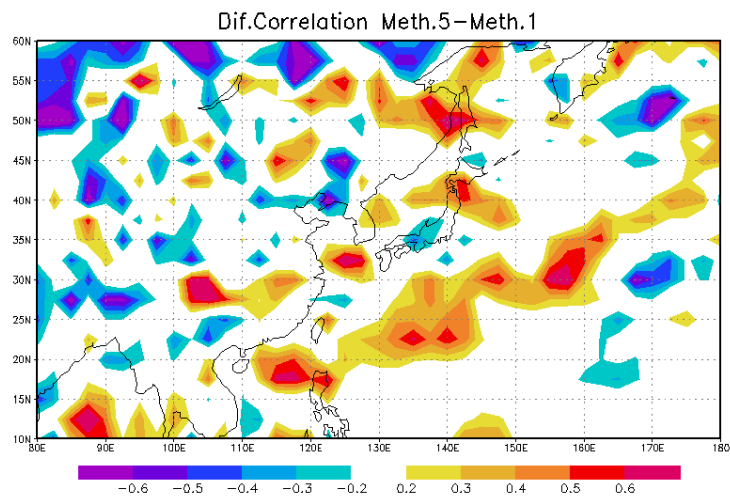 Dif.Correlation Meth.5−Meth.1
60N
55N
50N
45N
40N
35N
30N
25N
20N
15N
10N
80E 90E 100E 110E 120E 130E 140E 150E 160E 170E 180
−0.6 −0.5 −0.4 −0.3 −0.2 0.2 0.3 0.4 0.5 0.6